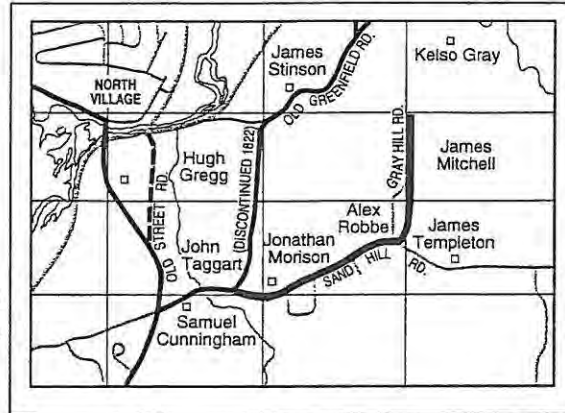 James
Stinson
Kelso Gray
NORTH
VILLAGE
OLD GREENFIELD RD.
Hugh
Gregg
OLD STREET RD.
(DISCONTINUED 1822)
GRAY HILL RD.
James
Mitchell
Alex
Robbe
John
Taggart
Jonathan
Morison
James
Templeton
SAND HILL RD.
Samuel
Cunningham